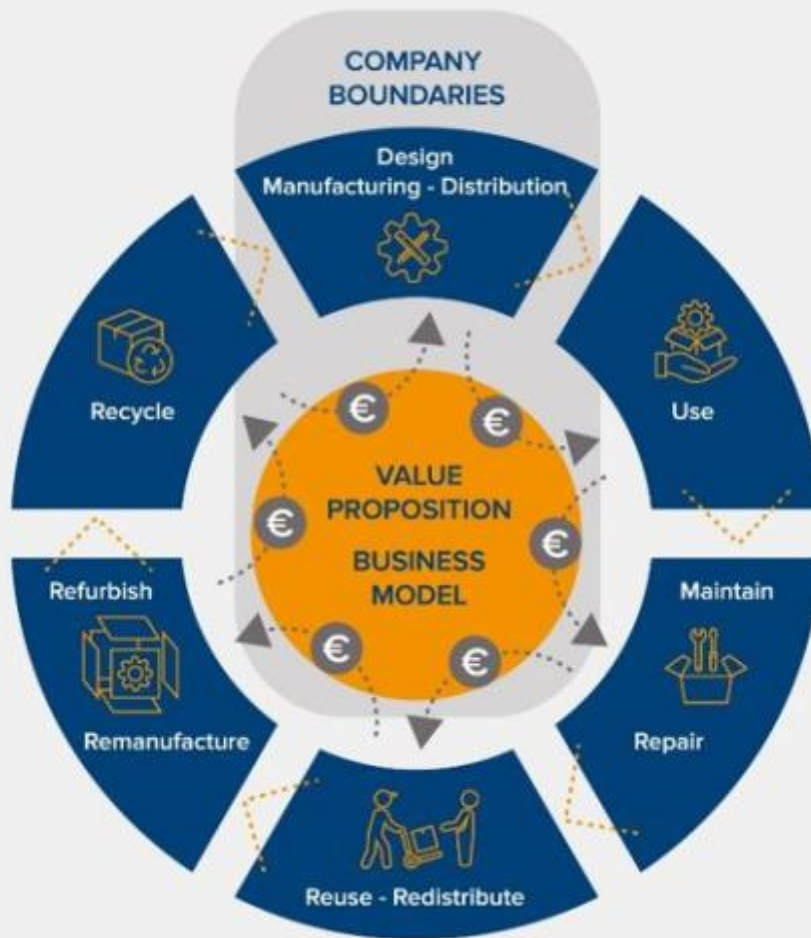 COMPANY
BOUNDARIES
Design
Manufacturing - Distribution
Use
Maintain
Repair
Reuse - Redistribute
Refurbish
Remanufacture
Recycle
VALUE
PROPOSITION
BUSINESS
MODEL
€
€
€
€
€
€